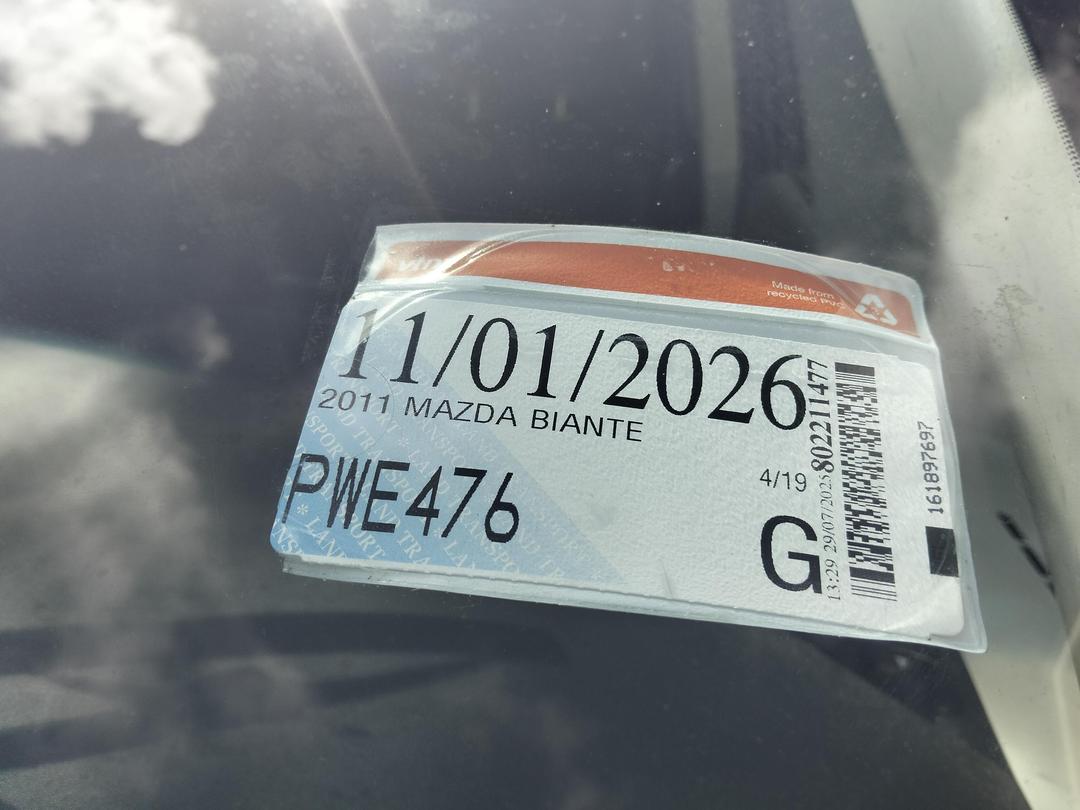 VTNZ
Made from
recycled PVC
11/01/2026
2011 MAZDA BIANTE
PWE476
4/19
G
13:29 29/07/2025
802211477
161897697